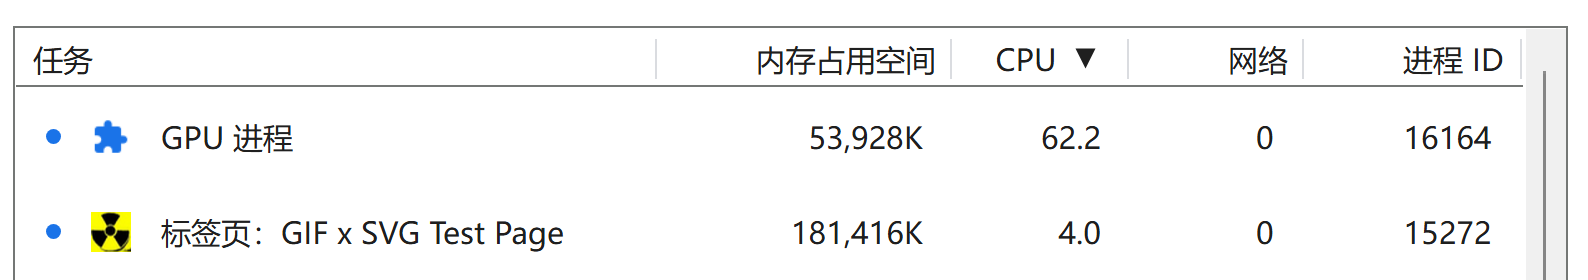 任务 内存占用空间 CPU ▼ 网络 进程 ID
GPU 进程 53,928K 62.2 0 16164
标签页：GIF x SVG Test Page 181,416K 4.0 0 15272